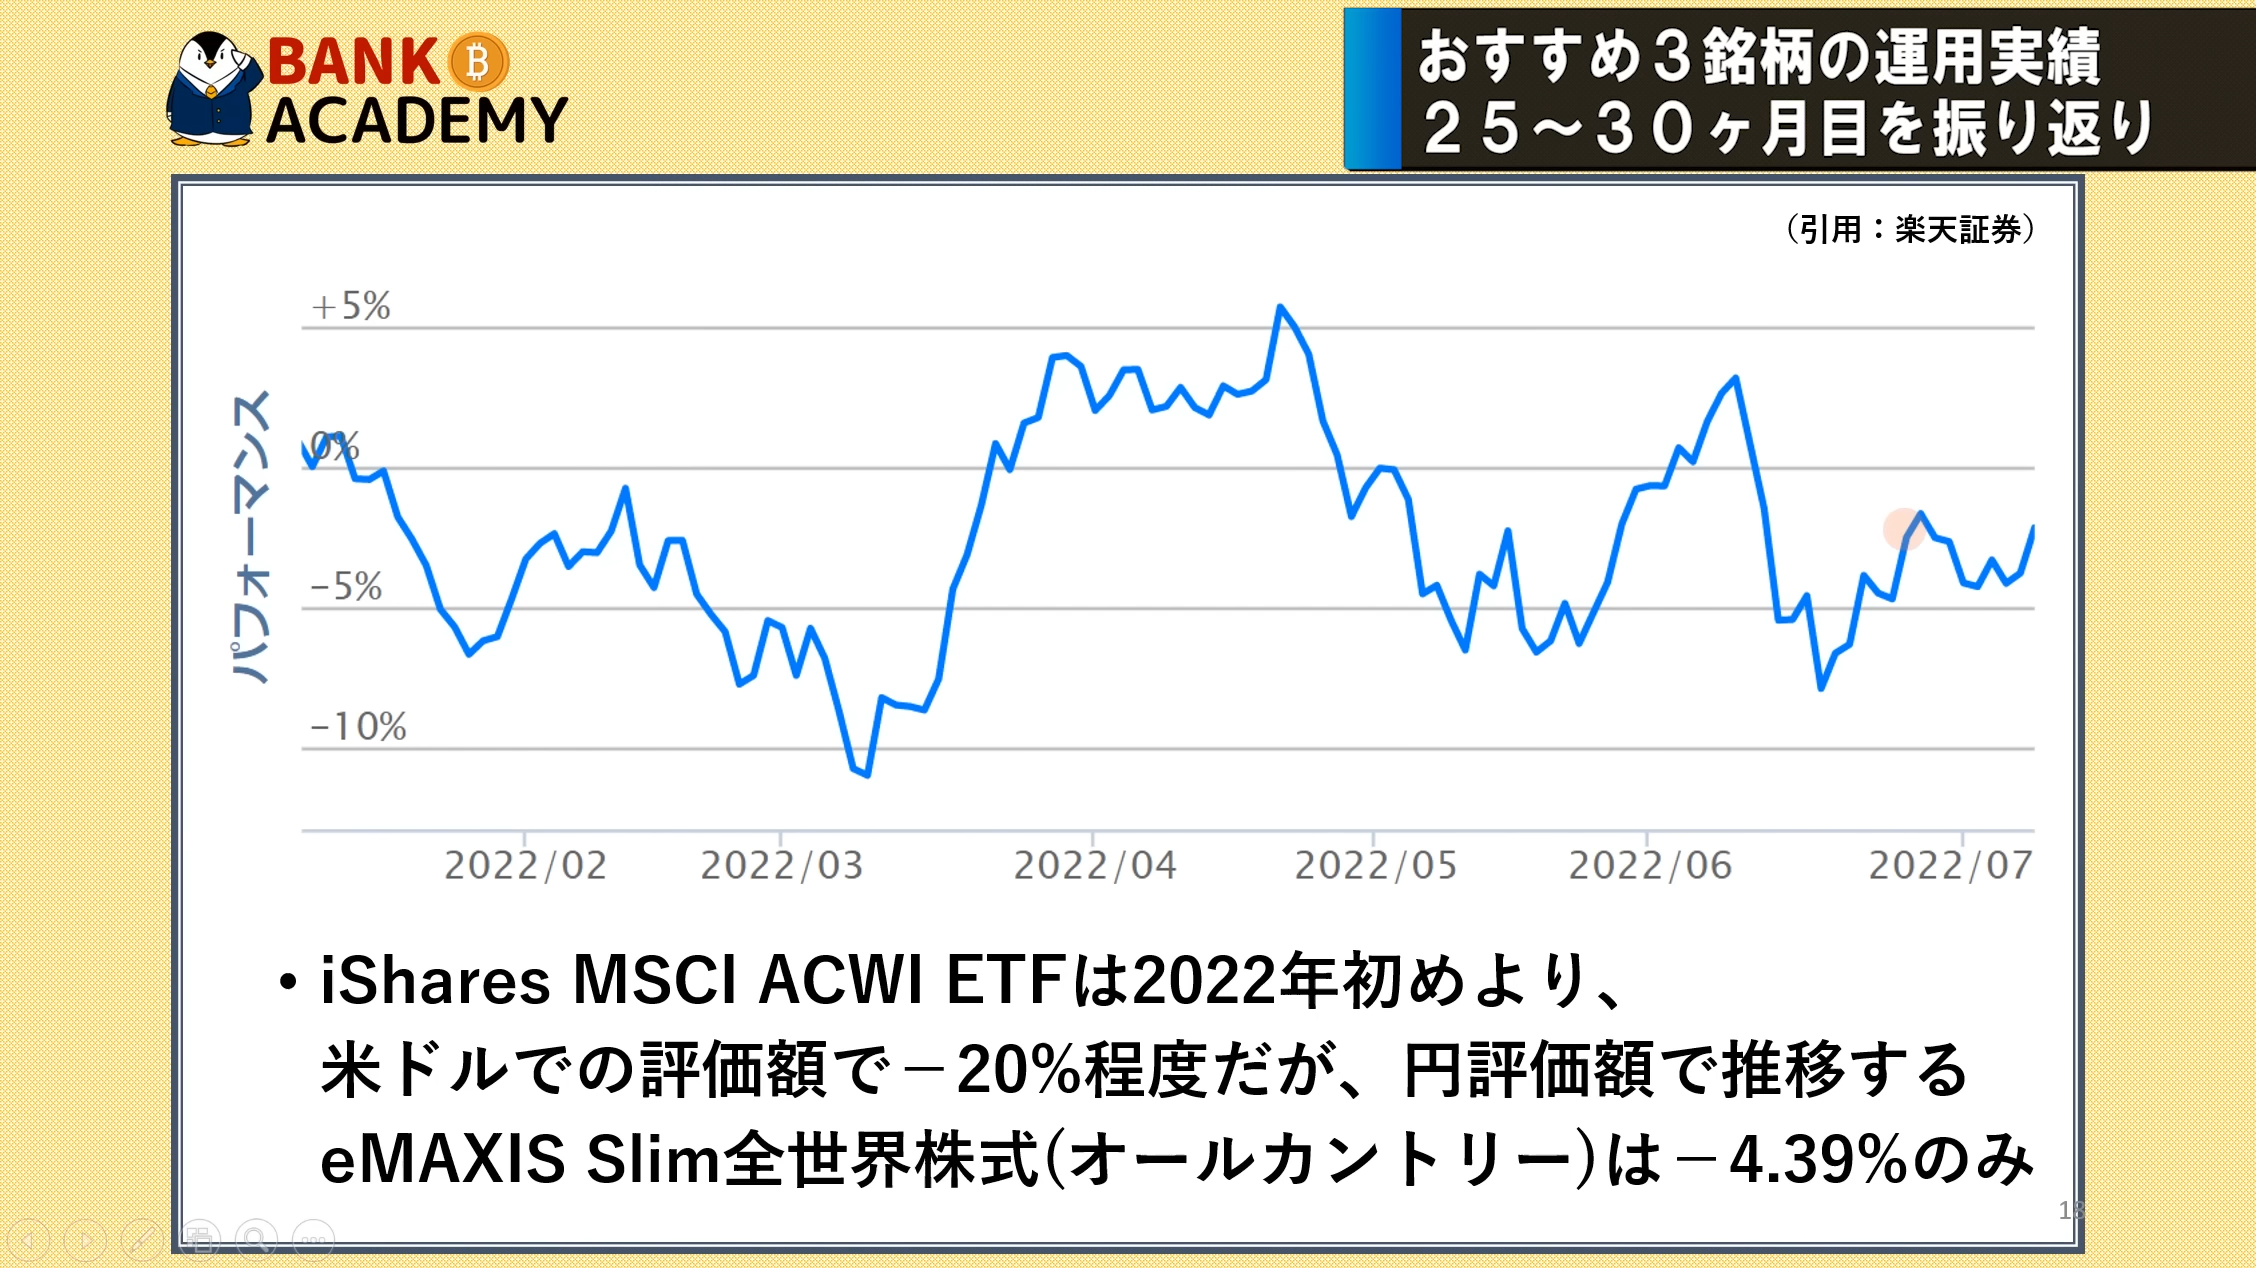 BANK
ACADEMY
おすすめ3銘柄の運用実績
25～30ヶ月目を振り返り
（引用：楽天証券）
パフォーマンス
+5%
0%
-5%
-10%
2022/02 2022/03 2022/04 2022/05 2022/06 2022/07
・iShares MSCI ACWI ETFは2022年初めより、
米ドルでの評価額で－20%程度だが、円評価額で推移する
eMAXIS Slim全世界株式(オールカントリー)は－4.39%のみ
18